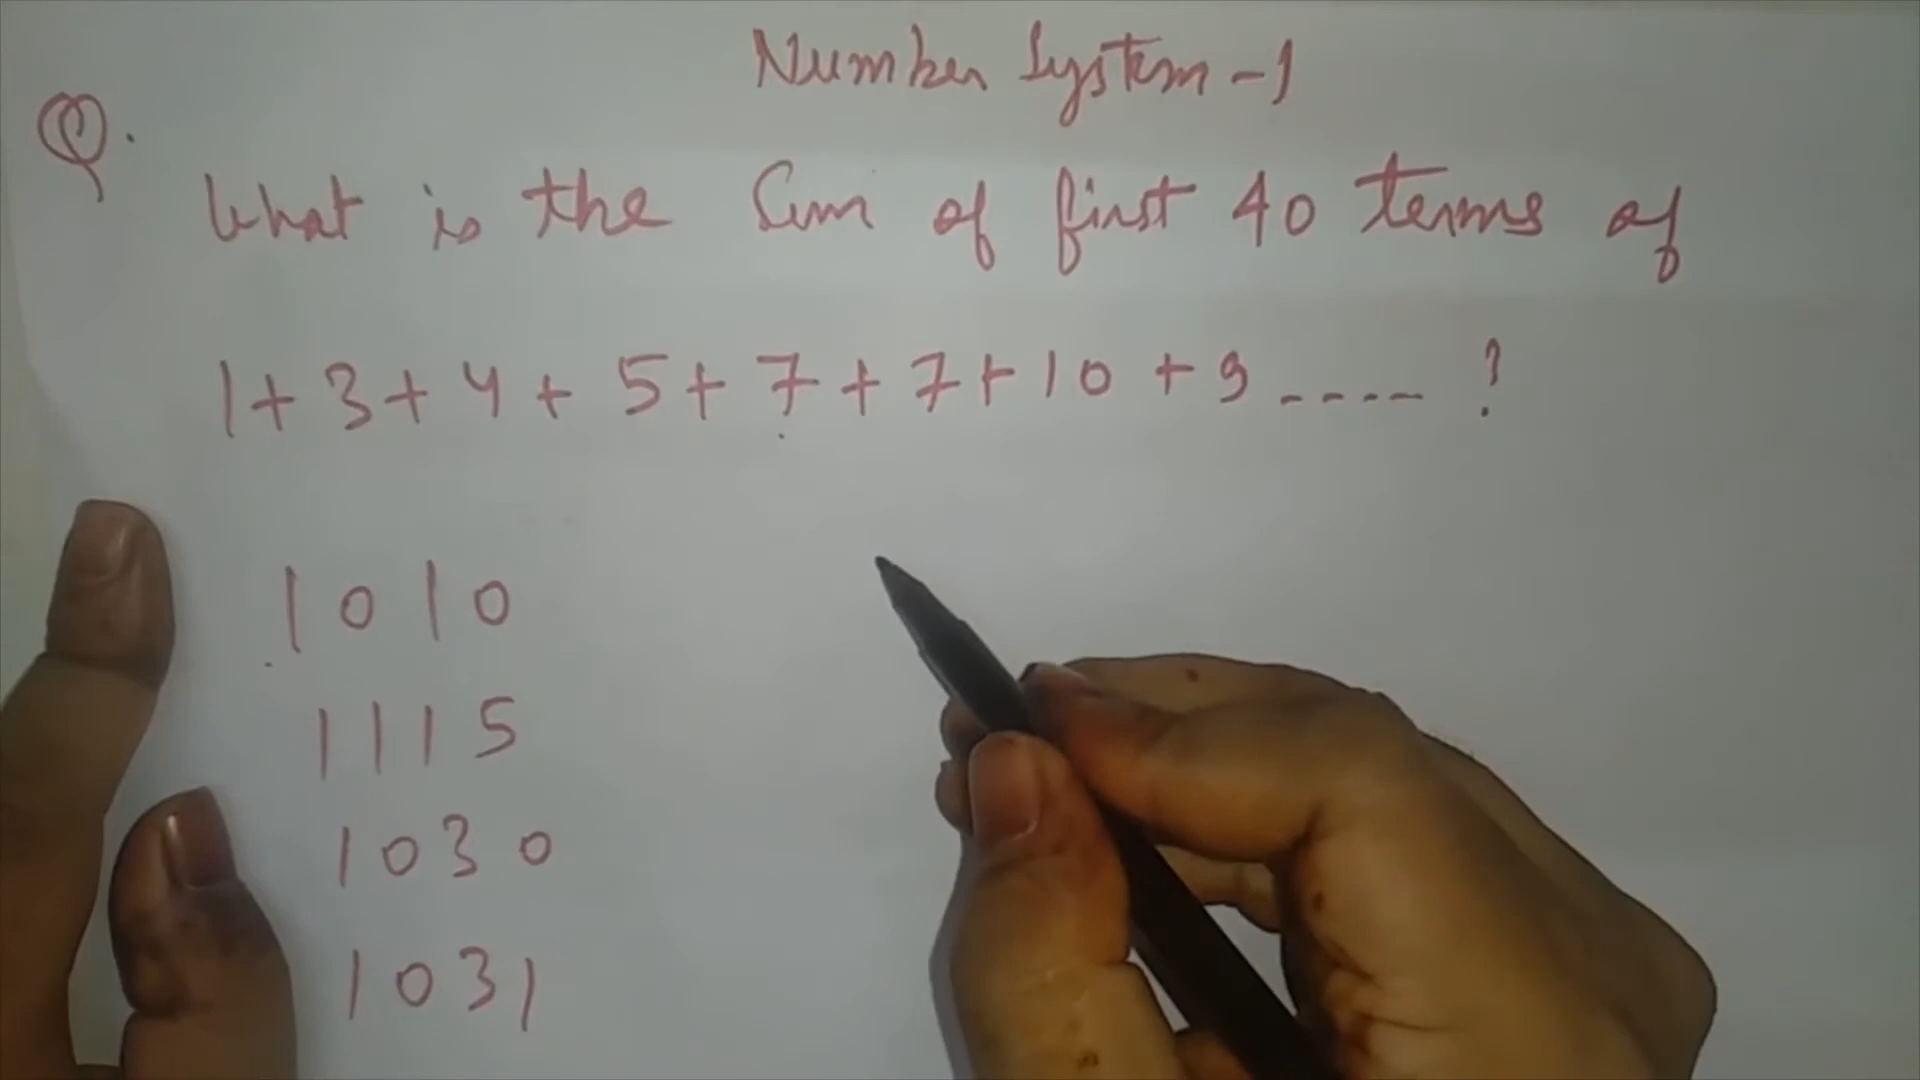 Number System - 1
Q.
What is the Sum of first 40 terms of
1 + 3 + 4 + 5 + 7 + 7 + 10 + 9 ---- ?
1010
1115
1030
1031